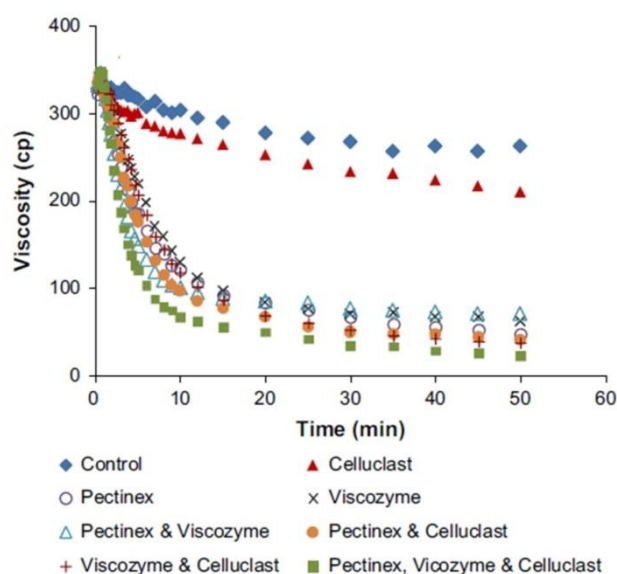 400
300
200
100
0
Viscosity (cp)
0 10 20 30 40 50 60
Time (min)
Control Celluclast
Pectinex Viscozyme
Pectinex & Viscozyme Pectinex & Celluclast
Viscozyme & Celluclast Pectinex, Vicozyme & Celluclast